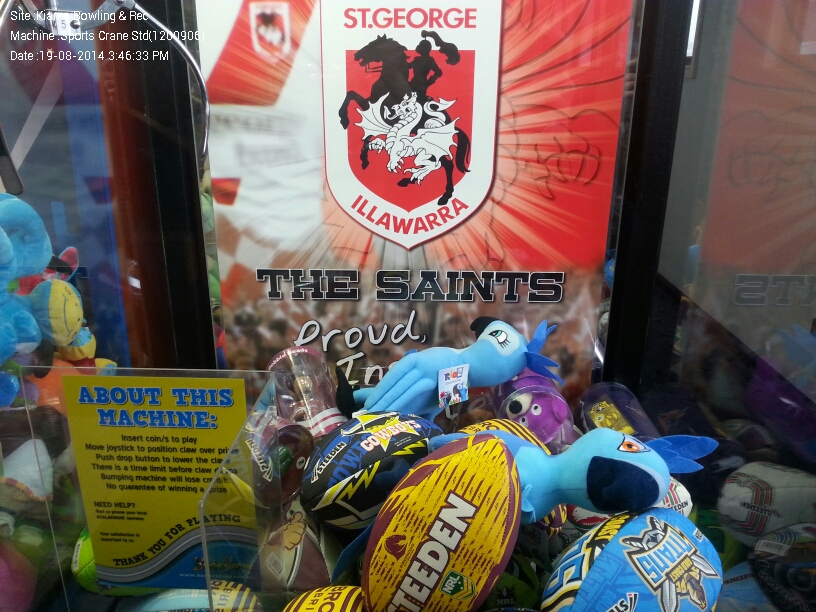 Site :Kiama Bowling & Rec
Machine :Sports Crane Std(1200906)
Date :19-08-2014 3:46:33 PM
ST.GEORGE
ILLAWARRA
THE SAINTS
Proud,
In
ABOUT THIS
MACHINE:
Insert coin/s to play
Move joystick to position claw over prize
Push drop button to lower the claw
There is a time limit before claw drops
Bumping machine will lose credit
No guarantee of winning a prize
NEED HELP?
THANK YOU FOR PLAYING
RIO
STEEDEN
COWBOYS
STEEDEN
NRL
TITANS